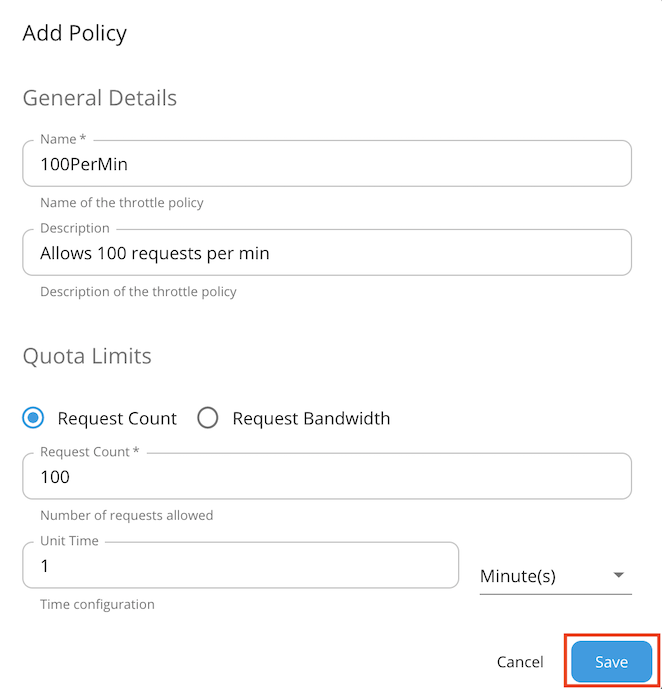 Add Policy
General Details
Name *
100PerMin
Name of the throttle policy
Description
Allows 100 requests per min
Description of the throttle policy
Quota Limits
Request Count Request Bandwidth
Request Count *
100
Number of requests allowed
Unit Time
1
Minute(s)
Time configuration
Cancel Save